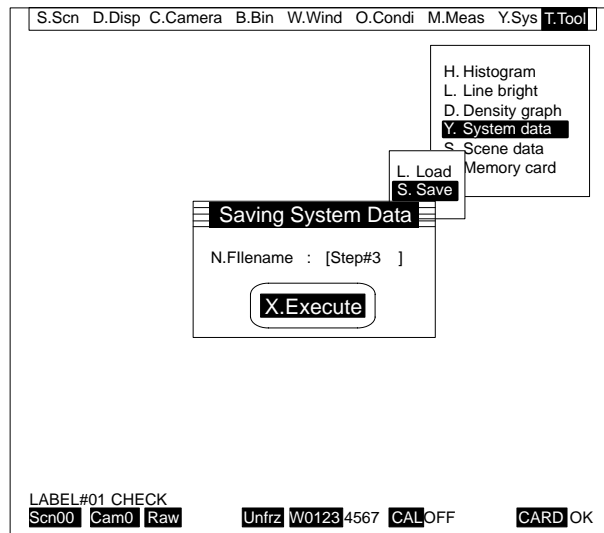 S.Scn D.Disp C.Camera B.Bin W.Wind O.Condi M.Meas Y.Sys T.Tool
H. Histogram
L. Line bright
D. Density graph
Y. System data
S. Scene data
Memory card
L. Load
S. Save
Saving System Data
N.FIlename : [Step#3 ]
X.Execute
LABEL#01 CHECK
Scn00 Cam0 Raw Unfrz W0123 4567 CAL OFF CARD OK